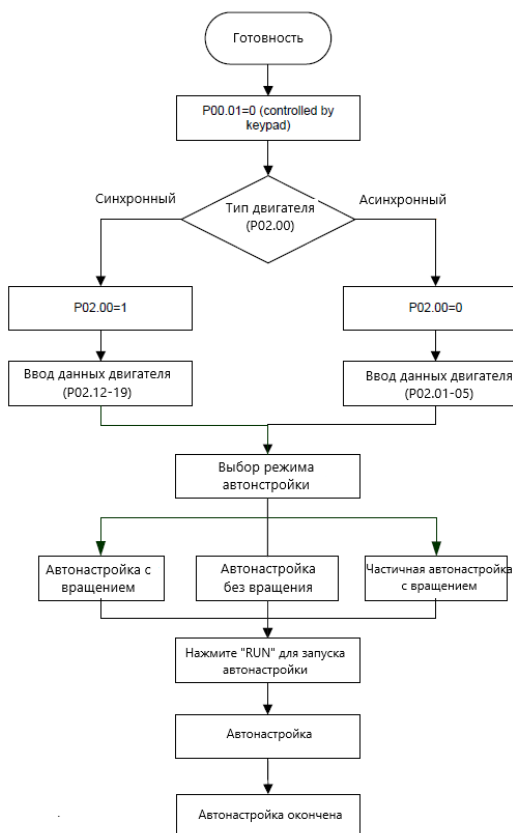 Готовность
P00.01=0 (controlled by
keypad)
Синхронный
Тип двигателя
(P02.00)
Асинхронный
P02.00=1
P02.00=0
Ввод данных двигателя
(P02.12-19)
Ввод данных двигателя
(P02.01-05)
Выбор режима
автонстройки
Автонастройка с
вращением
Автонастройка
без вращения
Частичная автонастройка
с вращением
Нажмите "RUN" для запуска
автонастройки
Автонастройка
Автонастройка окончена